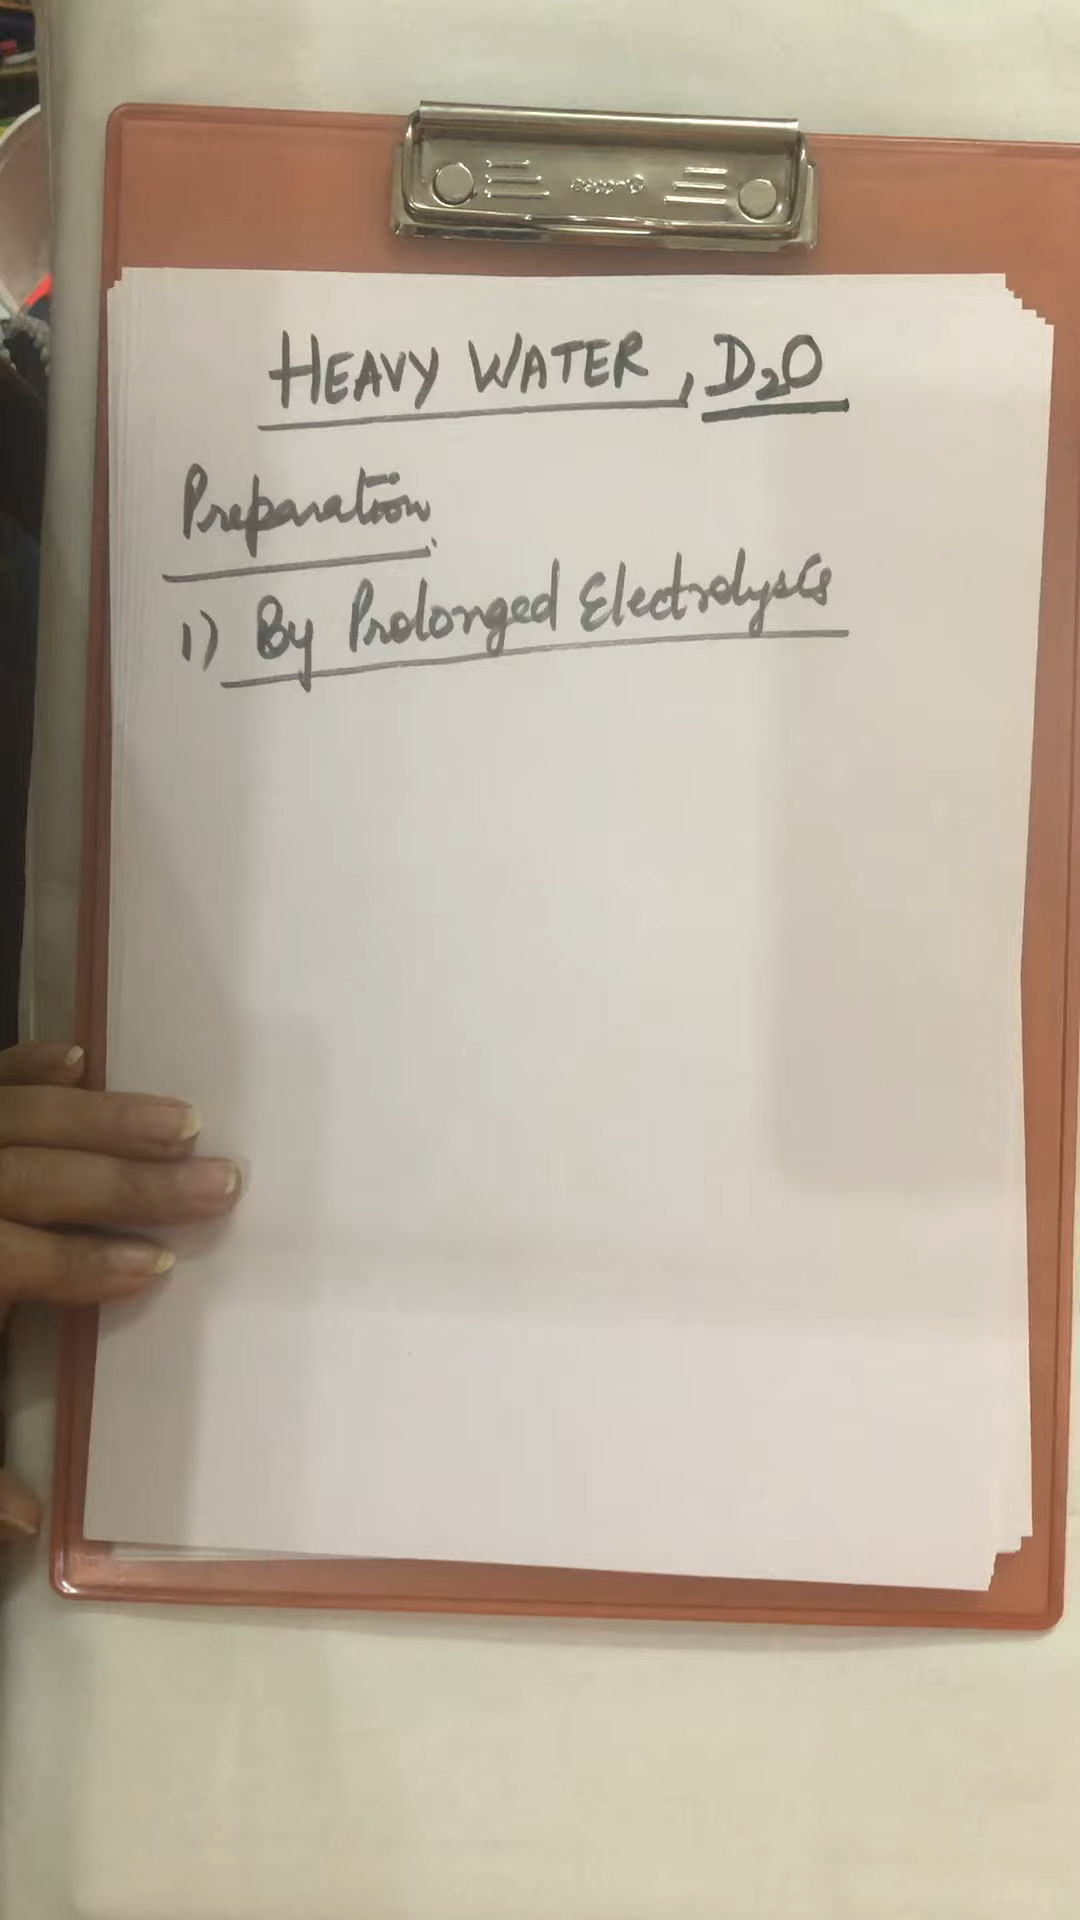 HEAVY WATER, D₂O
Preparation
1) By Prolonged Electrolysis